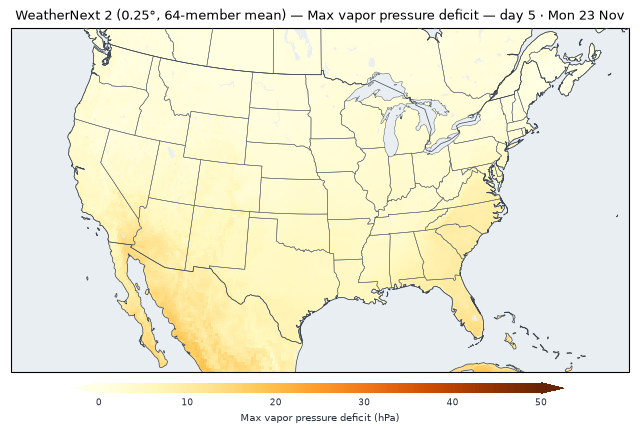 WeatherNext 2 (0.25°, 64-member mean) — Max vapor pressure deficit — day 5 · Mon 23 Nov
0 10 20 30 40 50
Max vapor pressure deficit (hPa)